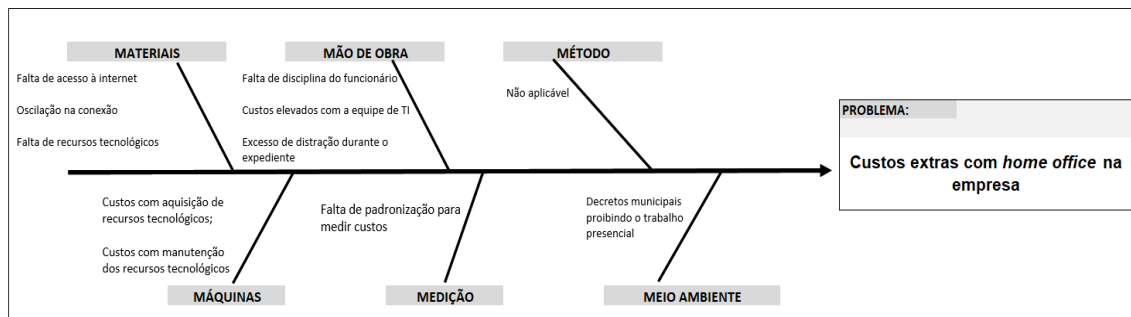 MATERIAIS
Falta de acesso à internet
Oscilação na conexão
Falta de recursos tecnológicos
MÃO DE OBRA
Falta de disciplina do funcionário
Custos elevados com a equipe de TI
Excesso de distração durante o
expediente
MÉTODO
Não aplicável
PROBLEMA:
Custos extras com home office na
empresa
Custos com aquisição de
recursos tecnológicos;
Custos com manutenção
dos recursos tecnológicos
MÁQUINAS
Falta de padronização para
medir custos
MEDIÇÃO
Decretos municipais
proibindo o trabalho
presencial
MEIO AMBIENTE